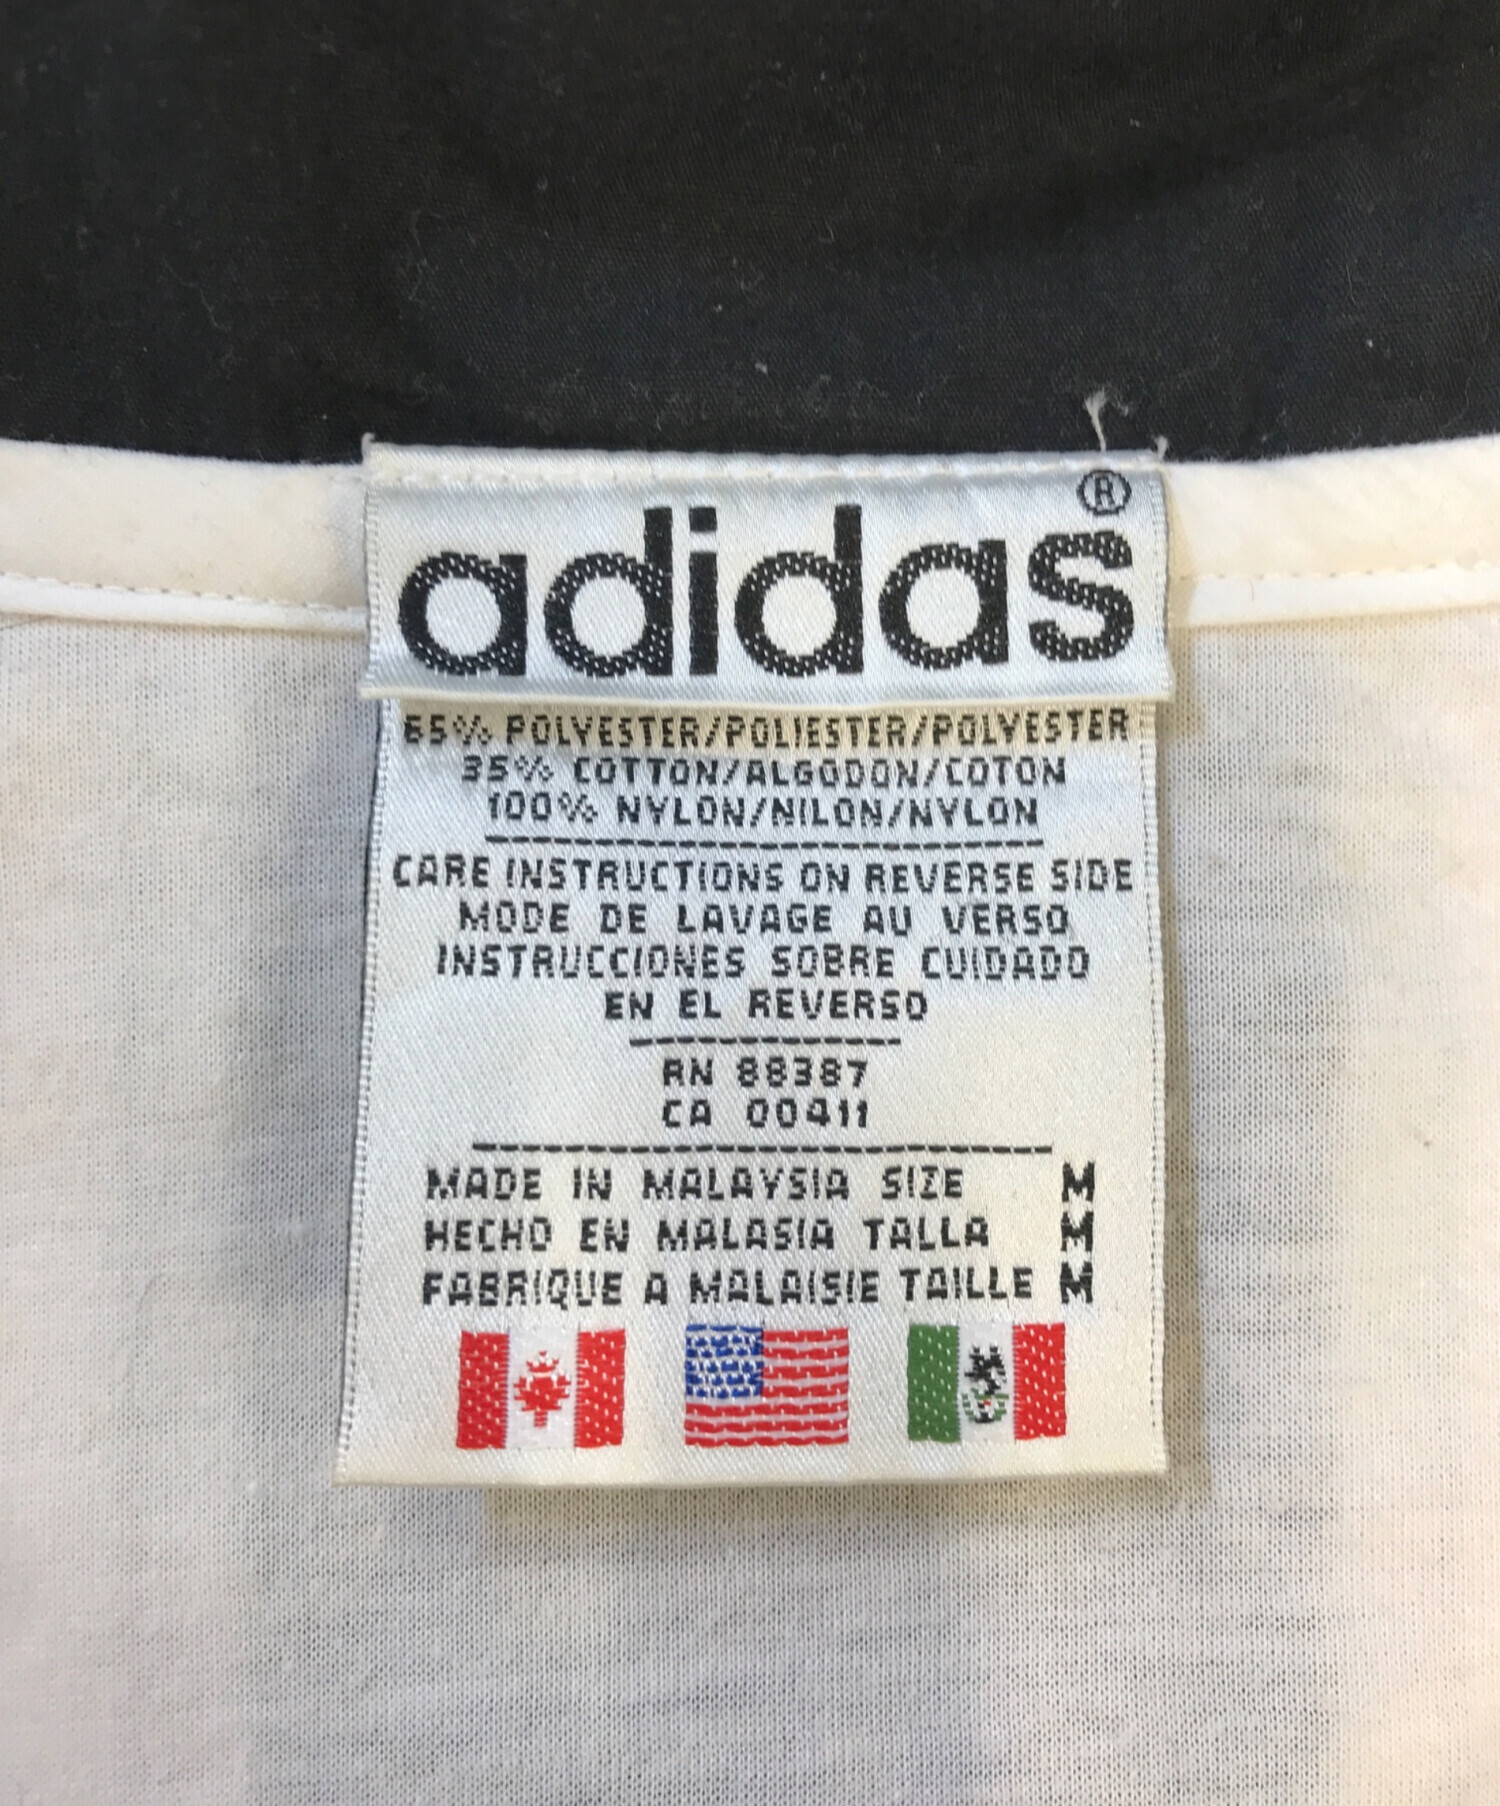 adidas®
65% POLYESTER/POLIESTER/POLYESTER
35% COTTON/ALGODON/COTON
100% NYLON/NILON/NYLON
CARE INSTRUCTIONS ON REVERSE SIDE
MODE DE LAVAGE AU VERSO
INSTRUCCIONES SOBRE CUIDADO
EN EL REVERSO
RN 88387
CA 00411
MADE IN MALAYSIA SIZE M
HECHO EN MALASIA TALLA M
FABRIQUE A MALAISIE TAILLE M